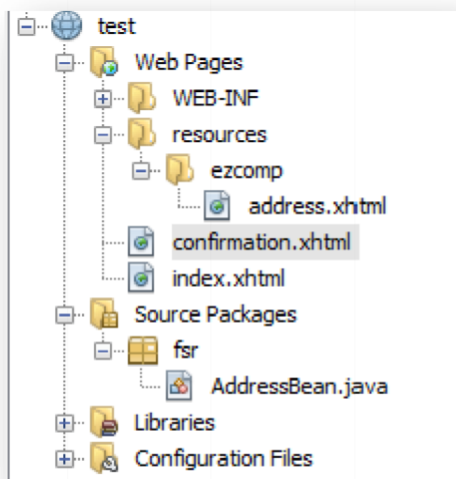 test
Web Pages
WEB-INF
resources
ezcomp
address.xhtml
confirmation.xhtml
index.xhtml
Source Packages
fsr
AddressBean.java
Libraries
Configuration Files